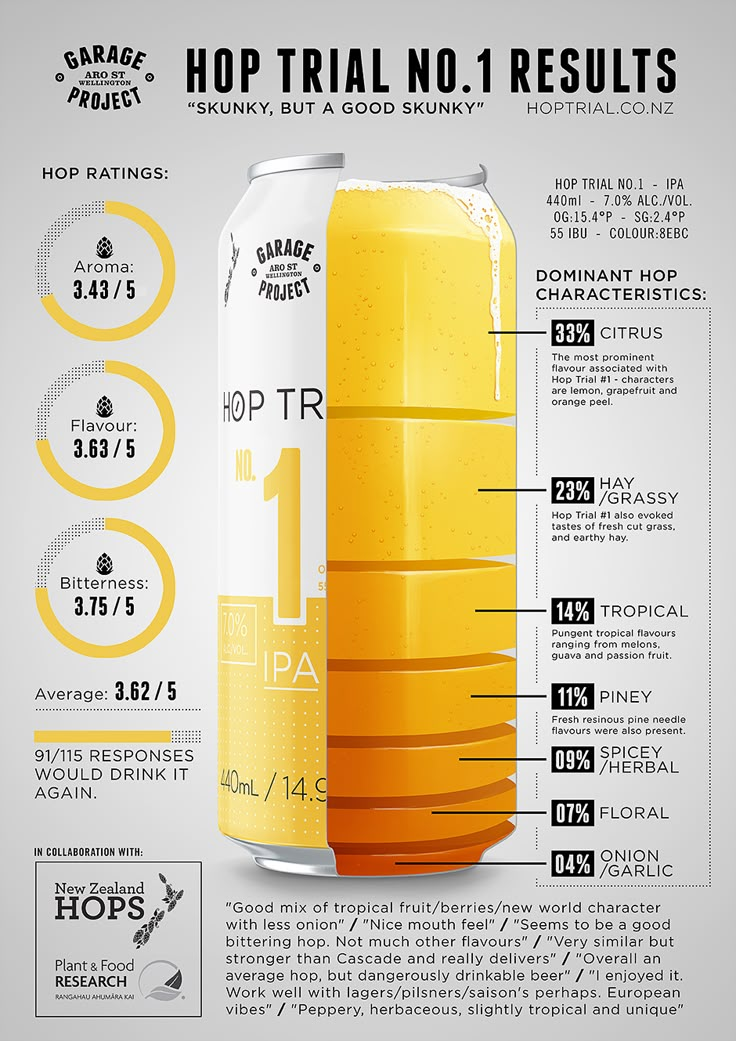 GARAGE
ARO ST
WELLINGTON
PROJECT
HOP TRIAL NO.1 RESULTS
“SKUNKY, BUT A GOOD SKUNKY"
HOPTRIAL.CO.NZ
HOP RATINGS:
Aroma:
3.43 / 5
Flavour:
3.63 / 5
Bitterness:
3.75 / 5
Average: 3.62 / 5
91/115 RESPONSES
WOULD DRINK IT
AGAIN.
IN COLLABORATION WITH:
New Zealand
HOPS
Plant & Food
RESEARCH
RANGAHAU AHUMĀRA KAI
GARAGE
ARO ST
WELLINGTON
PROJECT
HOP TR
NO.
1
7.0%
IPA
440mL / 14.9
HOP TRIAL NO.1 - IPA
440ml - 7.0% ALC./VOL.
OG:15.4°P - SG:2.4°P
55 IBU - COLOUR:8EBC
DOMINANT HOP
CHARACTERISTICS:
33% CITRUS
The most prominent
flavour associated with
Hop Trial #1 - characters
are lemon, grapefruit and
orange peel.
23% HAY
/GRASSY
Hop Trial #1 also evoked
tastes of fresh cut grass,
and earthy hay.
14% TROPICAL
Pungent tropical flavours
ranging from melons,
guava and passion fruit.
11% PINEY
Fresh resinous pine needle
flavours were also present.
09% SPICEY
/HERBAL
07% FLORAL
04% ONION
/GARLIC
"Good mix of tropical fruit/berries/new world character
with less onion" / "Nice mouth feel" / "Seems to be a good
bittering hop. Not much other flavours" / "Very similar but
stronger than Cascade and really delivers" / "Overall an
average hop, but dangerously drinkable beer" / "I enjoyed it.
Work well with lagers/pilsners/saison's perhaps. European
vibes" / "Peppery, herbaceous, slightly tropical and unique"